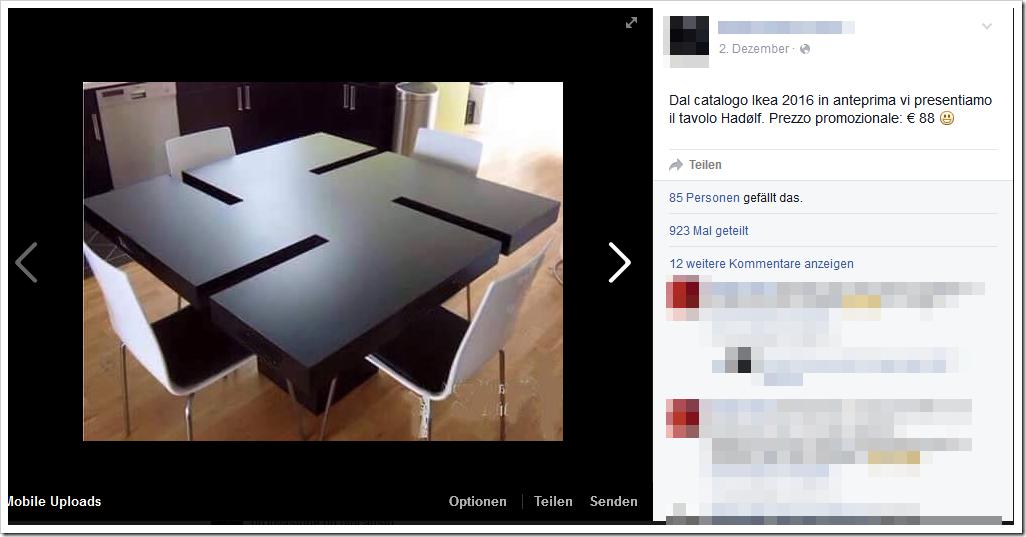 2. Dezember ·
Dal catalogo Ikea 2016 in anteprima vi presentiamo
il tavolo Hadølf. Prezzo promozionale: € 88 😃
Teilen
85 Personen gefällt das.
923 Mal geteilt
12 weitere Kommentare anzeigen
Mobile Uploads
Optionen
Teilen
Senden